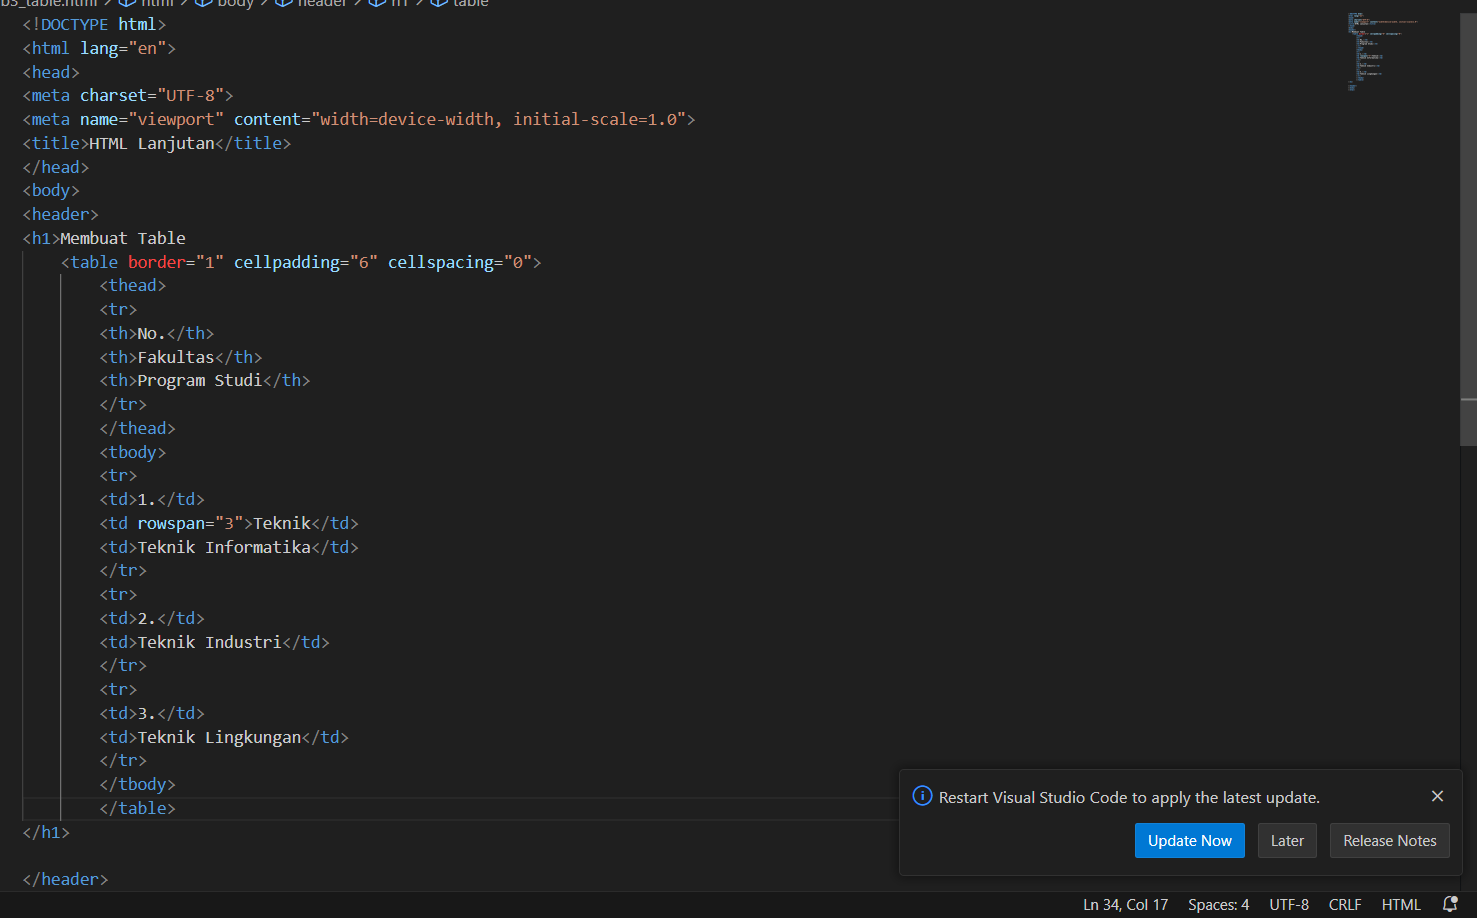 b3_table.html > html > body > header > h1 > table
<!DOCTYPE html>
<html lang="en">
<head>
<meta charset="UTF-8">
<meta name="viewport" content="width=device-width, initial-scale=1.0">
<title>HTML Lanjutan</title>
</head>
<body>
<header>
<h1>Membuat Table
<table border="1" cellpadding="6" cellspacing="0">
<thead>
<tr>
<th>No.</th>
<th>Fakultas</th>
<th>Program Studi</th>
</tr>
</thead>
<tbody>
<tr>
<td>1.</td>
<td rowspan="3">Teknik</td>
<td>Teknik Informatika</td>
</tr>
<tr>
<td>2.</td>
<td>Teknik Industri</td>
</tr>
<tr>
<td>3.</td>
<td>Teknik Lingkungan</td>
</tr>
</tbody>
</table>
</h1>
</header>
Restart Visual Studio Code to apply the latest update.
Update Now Later Release Notes
Ln 34, Col 17 Spaces: 4 UTF-8 CRLF HTML